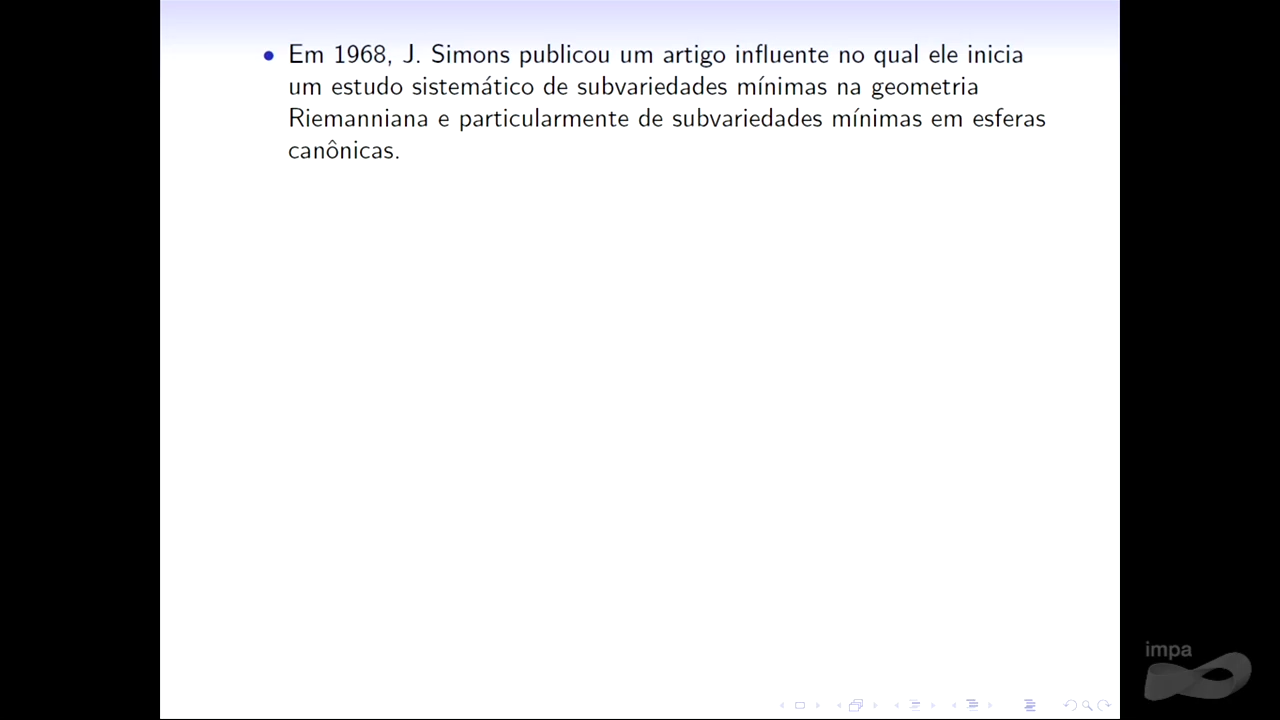 Em 1968, J. Simons publicou um artigo influente no qual ele inicia
um estudo sistemático de subvariedades mínimas na geometria
Riemanniana e particularmente de subvariedades mínimas em esferas
canônicas.
impa